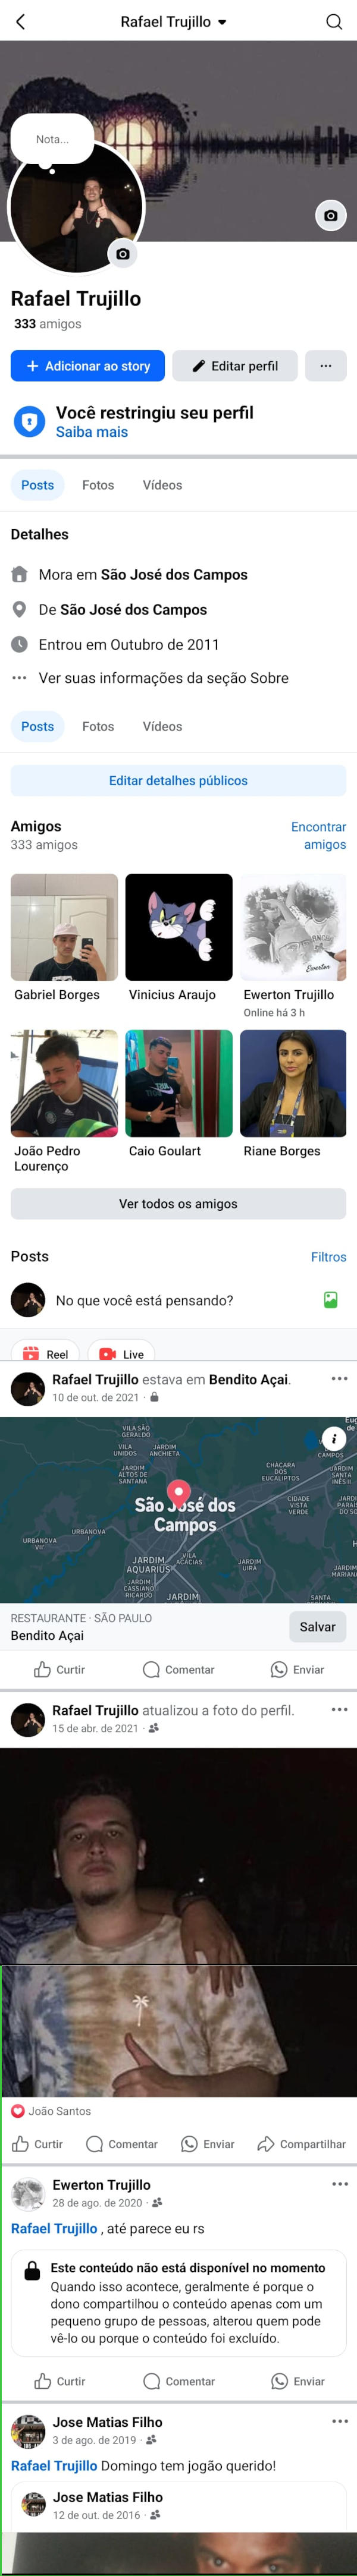 Rafael Trujillo
Nota...
Rafael Trujillo
333 amigos
Adicionar ao story
Editar perfil
Você restringiu seu perfil
Saiba mais
Posts Fotos Vídeos
Detalhes
Mora em São José dos Campos
De São José dos Campos
Entrou em Outubro de 2011
Ver suas informações da seção Sobre
Posts Fotos Vídeos
Editar detalhes públicos
Amigos
333 amigos
Encontrar
amigos
Gabriel Borges
Vinicius Araujo
Ewerton Trujillo
Online há 3 h
João Pedro
Lourenço
Caio Goulart
Riane Borges
Ver todos os amigos
Posts
Filtros
No que você está pensando?
Reel
Live
Rafael Trujillo estava em Bendito Açai.
10 de out. de 2021
VILA SÃO
GERALDO
VILA
UNIDOS
JARDIM
ANCHIETA
JARDIM
ALTOS DE
SANTANA
CHÁCARA
DOS
EUCALIPTOS
CAMPOS
JARDIM
SANTA
INÊS II
São José dos
Campos
CIDADE
VISTA
VERDE
URBANOVA
I
URBANOVA
VII
JARDIM
AQUARIUS
VILA
ACÁCIAS
JARDIM
UIRÁ
JARDIM
CASSIANO
RICARDO
JARDIM
SANTA
RESTAURANTE · SÃO PAULO
Bendito Açai
Salvar
Curtir Comentar Enviar
Rafael Trujillo atualizou a foto do perfil.
15 de abr. de 2021
João Santos
Curtir Comentar Enviar Compartilhar
Ewerton Trujillo
28 de ago. de 2020
Rafael Trujillo , até parece eu rs
Este conteúdo não está disponível no momento
Quando isso acontece, geralmente é porque o
dono compartilhou o conteúdo apenas com um
pequeno grupo de pessoas, alterou quem pode
vê-lo ou porque o conteúdo foi excluído.
Curtir Comentar Enviar
Jose Matias Filho
3 de ago. de 2019
Rafael Trujillo Domingo tem jogão querido!
Jose Matias Filho
12 de out. de 2016